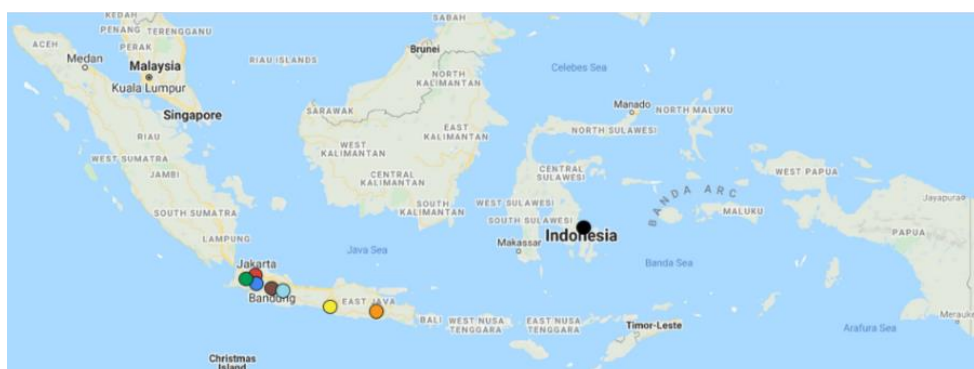 KEDAH
PENANG
TERENGGANU
SABAH
ACEH
PERAK
Brunei
Medan
Malaysia
RIAU ISLANDS
Celebes Sea
Kuala Lumpur
NORTH
KALIMANTAN
SARAWAK
Manado
NORTH MALUKU
Singapore
RIAU
WEST
KALIMANTAN
EAST
KALIMANTAN
NORTH SULAWESI
WEST SUMATRA
JAMBI
CENTRAL
KALIMANTAN
CENTRAL
SULAWESI
WEST PAPUA
BANDA ARC
Jayapura
SOUTH SUMATRA
SOUTH
KALIMANTAN
WEST SULAWESI
SOUTH SULAWESI
MALUKU
PAPUA
LAMPUNG
Indonesia
Makassar
Java Sea
Banda Sea
Jakarta
Bandung
EAST JAVA
BALI
WEST NUSA
TENGGARA
EAST NUSA
TENGGARA
Timor-Leste
Arafura Sea
Merauke
Christmas
Island